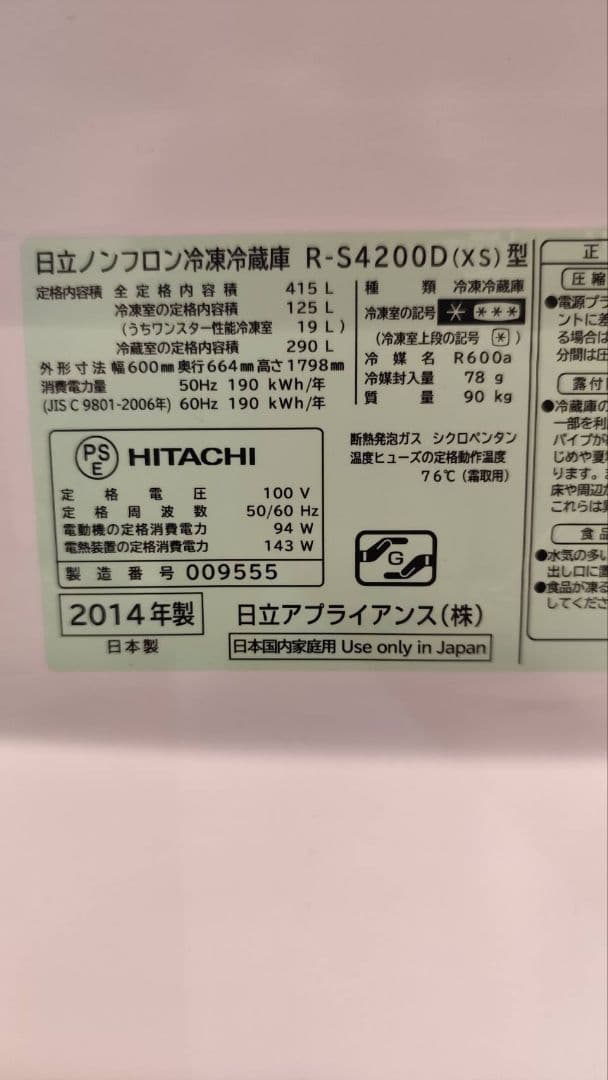 日立ノンフロン冷凍冷蔵庫 R-S4200D(XS)型
定格内容積 全定格内容積 415 L
冷凍室の定格内容積 125 L
(うちワンスター性能冷凍室 19 L)
冷蔵室の定格内容積 290 L
外形寸法 幅600mm 奥行664mm 高さ1798mm
消費電力量 50Hz 190 kWh/年
(JIS C 9801-2006年) 60Hz 190 kWh/年
種類 冷凍冷蔵庫
冷凍室の記号 * ***
(冷凍室上段の記号 *)
冷媒名 R600a
冷媒封入量 78 g
質量 90 kg
PS
E
HITACHI
定格電圧 100 V
定格周波数 50/60 Hz
電動機の定格消費電力 94 W
電熱装置の定格消費電力 143 W
製造番号 009555
断熱発泡ガス シクロペンタン
温度ヒューズの定格動作温度
76℃(霜取用)
G
2014年製
日本製
日立アプライアンス(株)
日本国内家庭用 Use only in Japan
正
圧縮
●電源プラ
ントに差
る場合は
分間は圧
露付
●冷蔵庫の
一部を利
パイプが
じめや夏
ります。
床や周辺
これらは異
食品
●水気の多い
出し口に置
●食品が凍る
してくださ